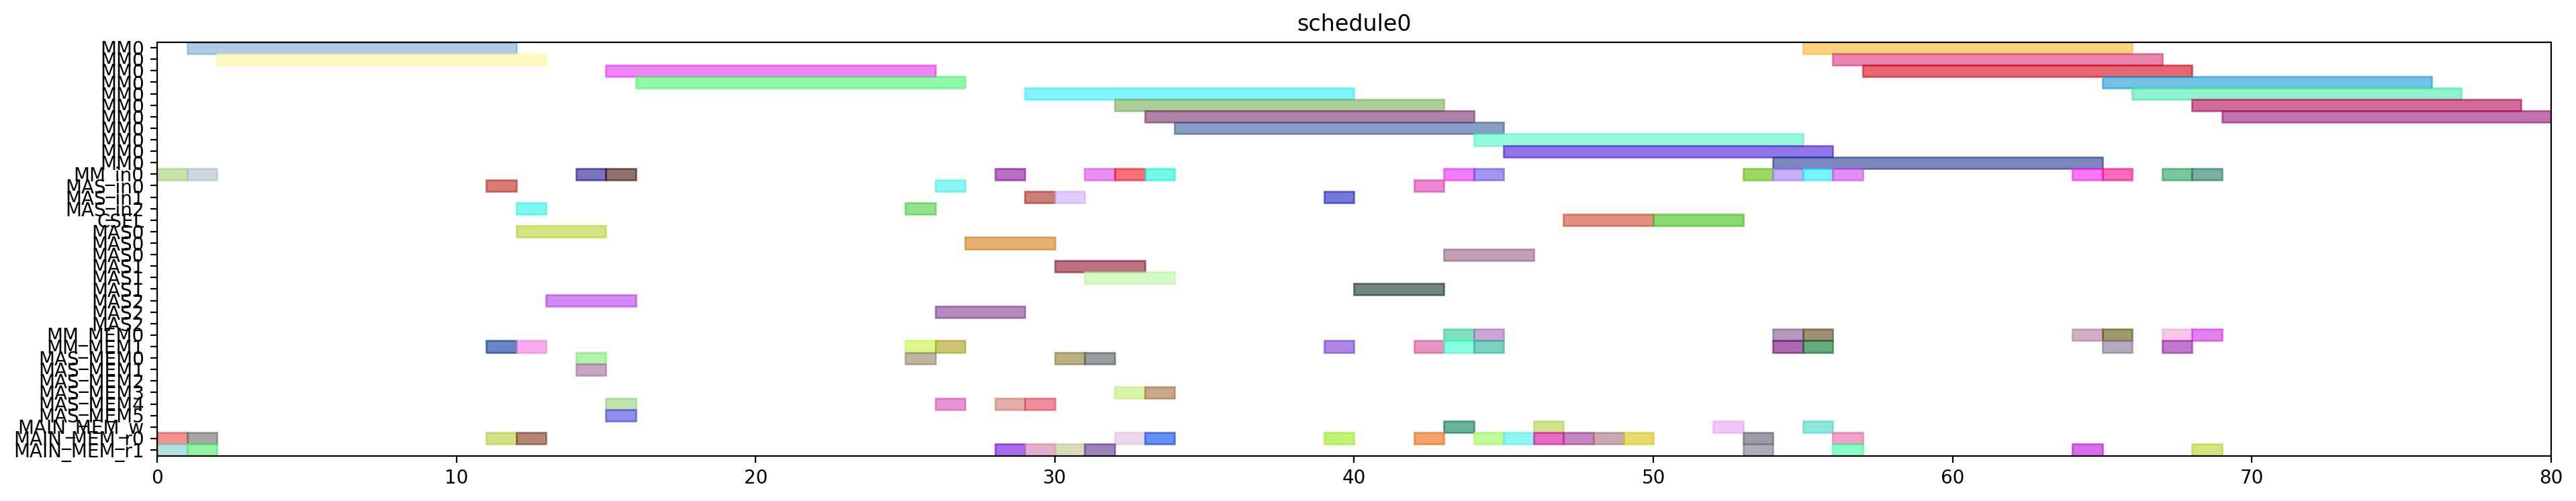 schedule0
MM0
MM0
MM0
MM0
MM0
MM0
MM0
MM0
MM0
MM0
MM0
MM_in0
MAS_in0
MAS_in1
MAS_in2
CSEL
MAS0
MAS0
MAS0
MAS1
MAS1
MAS1
MAS2
MAS2
MAS2
MM_MEM0
MM_MEM1
MAS_MEM0
MAS_MEM1
MAS_MEM2
MAS_MEM3
MAS_MEM4
MAS_MEM5
MAIN_MEM_w
MAIN_MEM_r0
MAIN_MEM_r1
0 10 20 30 40 50 60 70 80